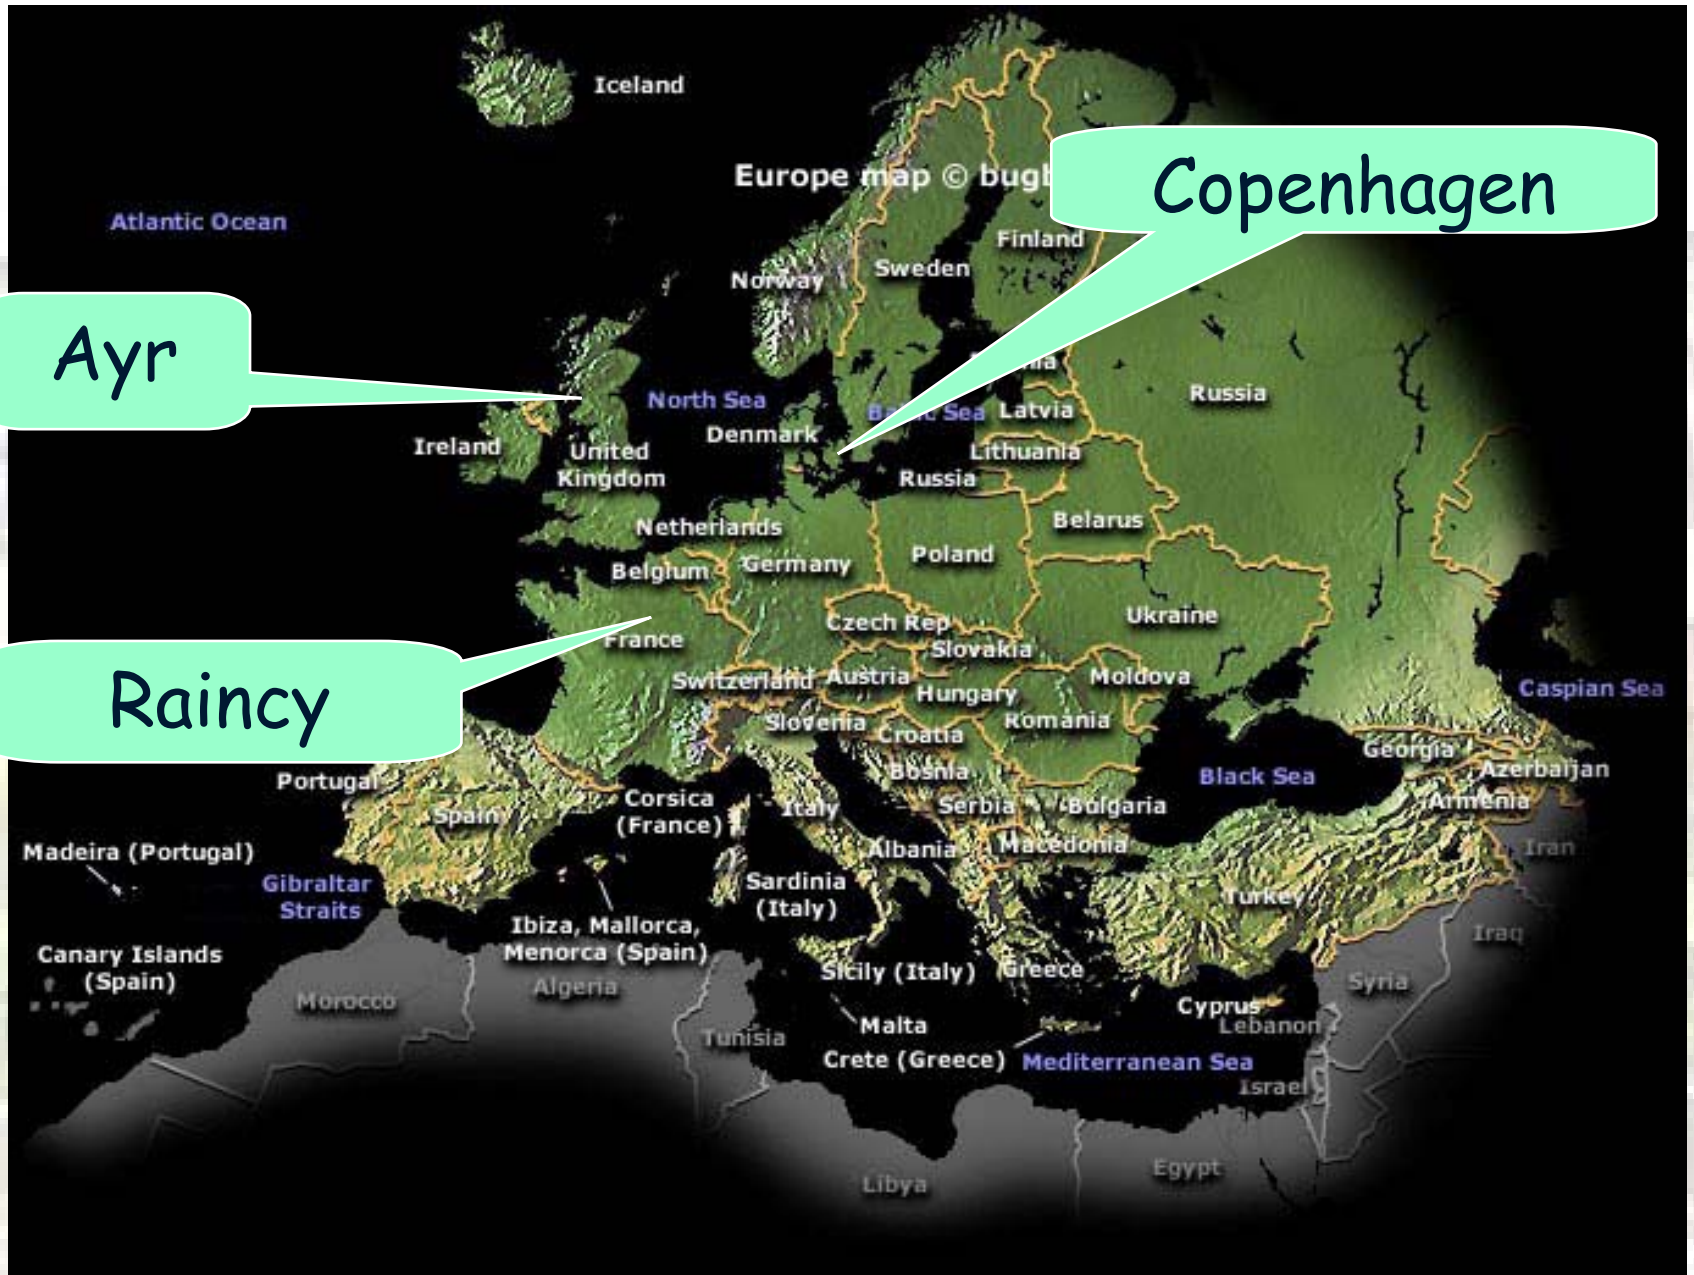 Iceland
Europe map © bugb
Copenhagen
Atlantic Ocean
Finland
Sweden
Norway
Ayr
North Sea
Sea
Latvia
Russia
Denmark
Ireland
United
Kingdom
Lithuania
Russia
Netherlands
Belarus
Belgium
Germany
Poland
Ukraine
Czech Rep
France
Slovakia
Raincy
Switzerland
Austria
Moldova
Hungary
Caspian Sea
Slovenia
Romania
Croatia
Georgia
Bosnia
Black Sea
Azerbaijan
Portugal
Corsica
(France)
Italy
Serbia
Bulgaria
Armenia
Spain
Madeira (Portugal)
Albania
Macedonia
Iran
Gibraltar
Straits
Sardinia
(Italy)
Turkey
Ibiza, Mallorca,
Menorca (Spain)
Iraq
Canary Islands
(Spain)
Sicily (Italy)
Greece
Syria
Morocco
Algeria
Cyprus
Lebanon
Malta
Tunisia
Crete (Greece)
Mediterranean Sea
Israel
Egypt
Libya